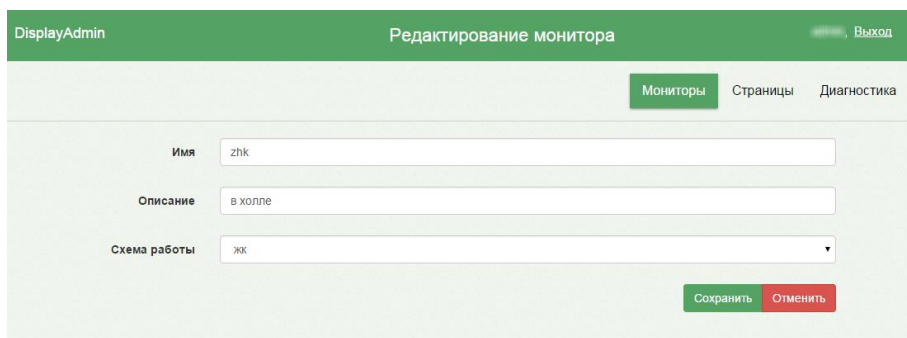 DisplayAdmin
Редактирование монитора
, Выход
Мониторы
Страницы
Диагностика
Имя
zhk
Описание
в холле
Схема работы
жк
Сохранить
Отменить